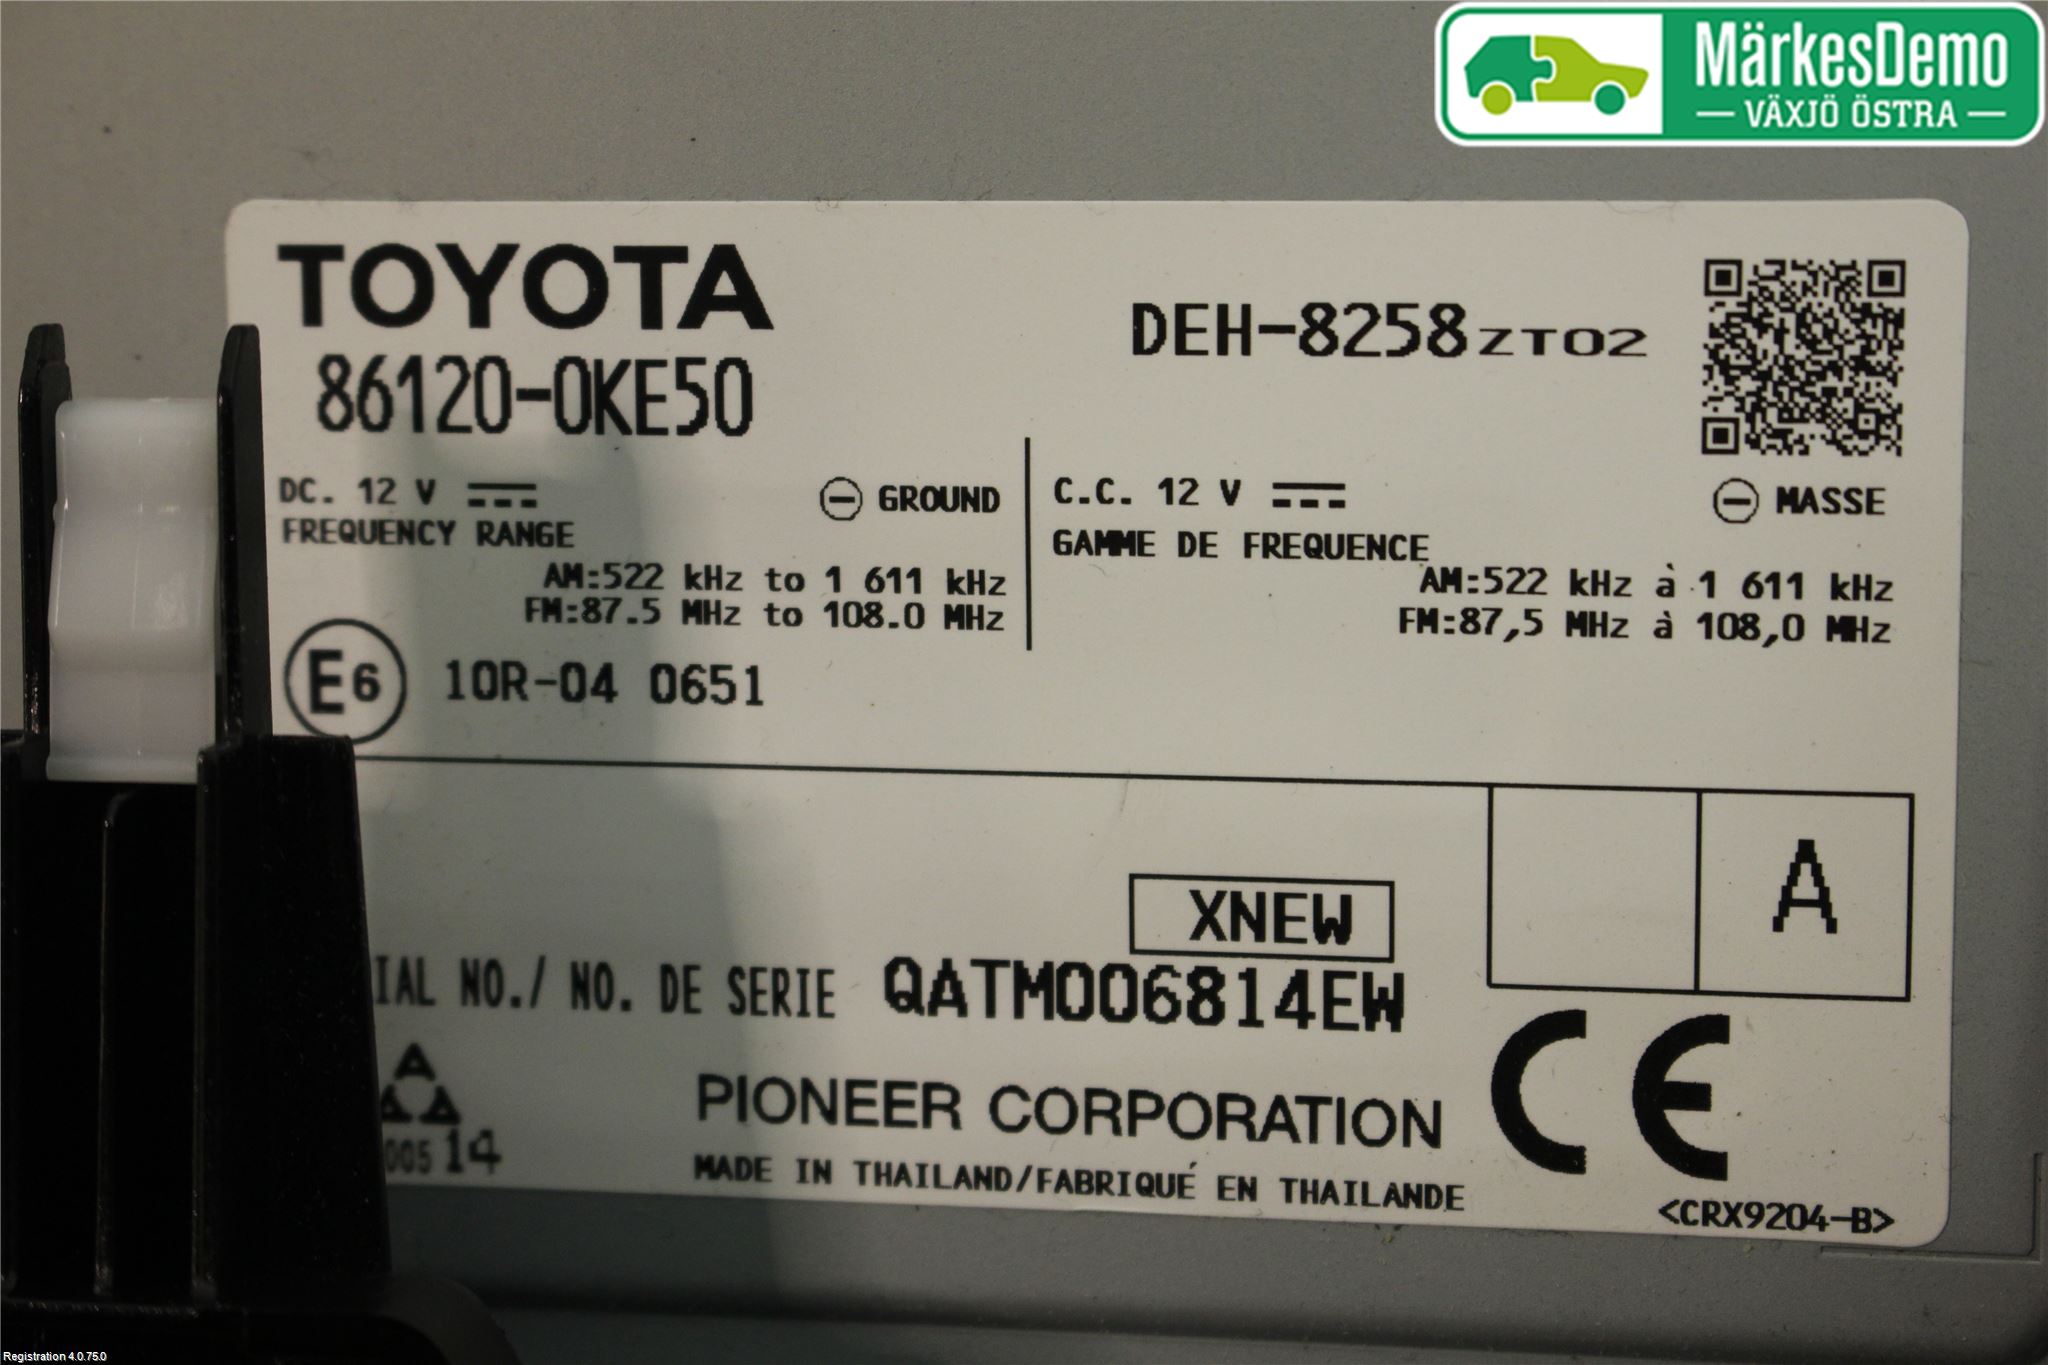 MärkesDemo
VÄXJÖ ÖSTRA
TOYOTA
86120-0KE50
DEH-8258ZT02
DC. 12 V
GROUND
FREQUENCY RANGE
AM:522 kHz to 1 611 kHz
FM:87.5 MHz to 108.0 MHz
C.C. 12 V
MASSE
GAMME DE FREQUENCE
AM:522 kHz à 1 611 kHz
FM:87,5 MHz à 108,0 MHz
E6 10R-04 0651
A
XNEW
IAL NO./ NO. DE SERIE QATM006814EW
A
A A
005 14
PIONEER CORPORATION
MADE IN THAILAND/FABRIQUÉ EN THAILANDE
CE
<CRX9204-B>
Registration 4.0.75.0